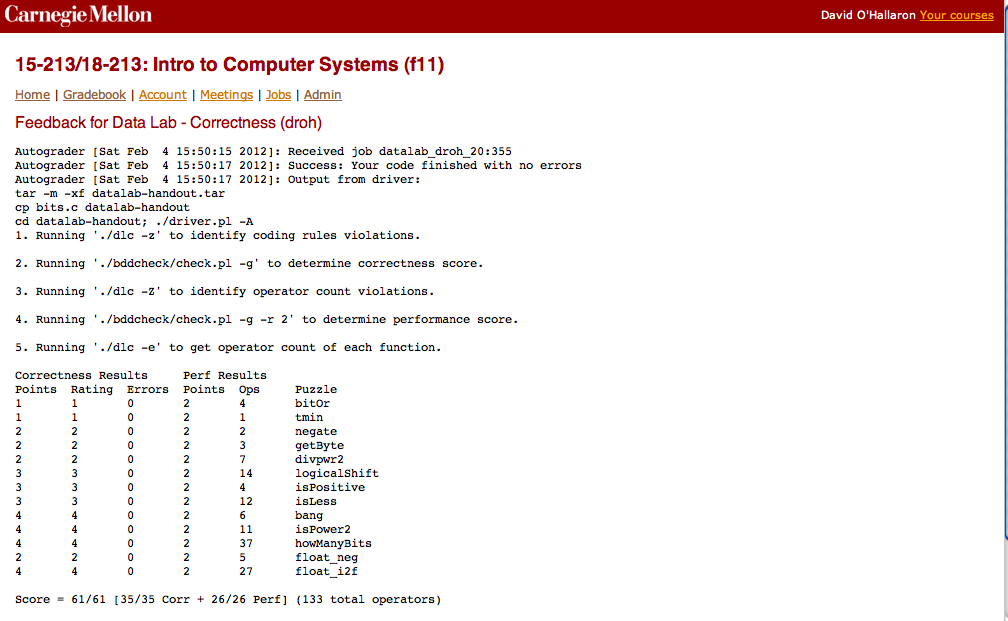 Carnegie Mellon
David O'Hallaron Your courses
15-213/18-213: Intro to Computer Systems (f11)
Home | Gradebook | Account | Meetings | Jobs | Admin
Feedback for Data Lab - Correctness (droh)
Autograder [Sat Feb  4 15:50:15 2012]: Received job datalab_droh_20:355
Autograder [Sat Feb  4 15:50:17 2012]: Success: Your code finished with no errors
Autograder [Sat Feb  4 15:50:17 2012]: Output from driver:
tar -m -xf datalab-handout.tar
cp bits.c datalab-handout
cd datalab-handout; ./driver.pl -A
1. Running './dlc -z' to identify coding rules violations.
2. Running './bddcheck/check.pl -g' to determine correctness score.
3. Running './dlc -Z' to identify operator count violations.
4. Running './bddcheck/check.pl -g -r 2' to determine performance score.
5. Running './dlc -e' to get operator count of each function.
Correctness Results     Perf Results
Points  Rating  Errors  Points  Ops     Puzzle
1       1       0       2       4       bitOr
1       1       0       2       1       tmin
2       2       0       2       2       negate
2       2       0       2       3       getByte
2       2       0       2       7       divpwr2
3       3       0       2       14      logicalShift
3       3       0       2       4       isPositive
3       3       0       2       12      isLess
4       4       0       2       6       bang
4       4       0       2       11      isPower2
4       4       0       2       37      howManyBits
2       2       0       2       5       float_neg
4       4       0       2       27      float_i2f
Score = 61/61 [35/35 Corr + 26/26 Perf] (133 total operators)